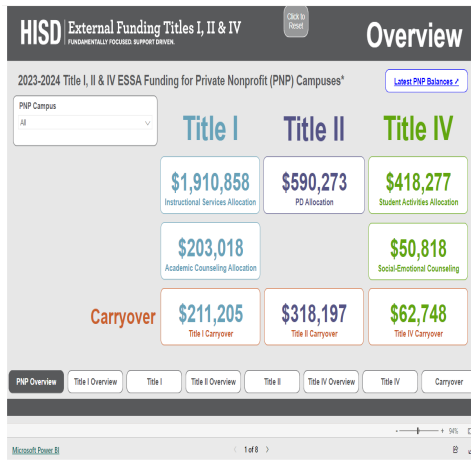 HISD External Funding Titles I, II & IV
FUNDAMENTALLY FOCUSED. SUPPORT DRIVEN.
Click to
Reset
Overview
2023-2024 Title I, II & IV ESSA Funding for Private Nonprofit (PNP) Campuses*
Latest PNP Balances
PNP Campus
All
Title I
Title II
Title IV
$1,910,858
Instructional Services Allocation
$590,273
PD Allocation
$418,277
Student Activities Allocation
$203,018
Academic Counseling Allocation
$50,818
Social-Emotional Counseling
Carryover
$211,205
Title I Carryover
$318,197
Title II Carryover
$62,748
Title IV Carryover
PNP Overview
Title I Overview
Title I
Title II Overview
Title II
Title IV Overview
Title IV
Carryover
- + 94%
Microsoft Power BI
< 1 of 8 >